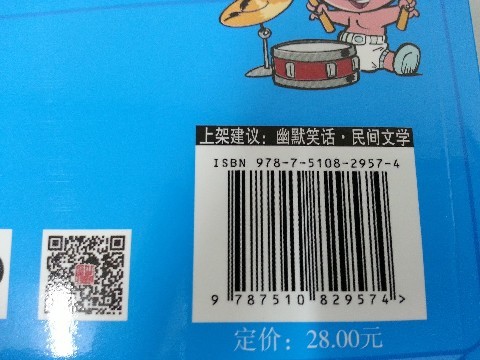 上架建议：幽默笑话·民间文学
ISBN 978-7-5108-2957-4
9 787510 829574 >
定价：28.00元